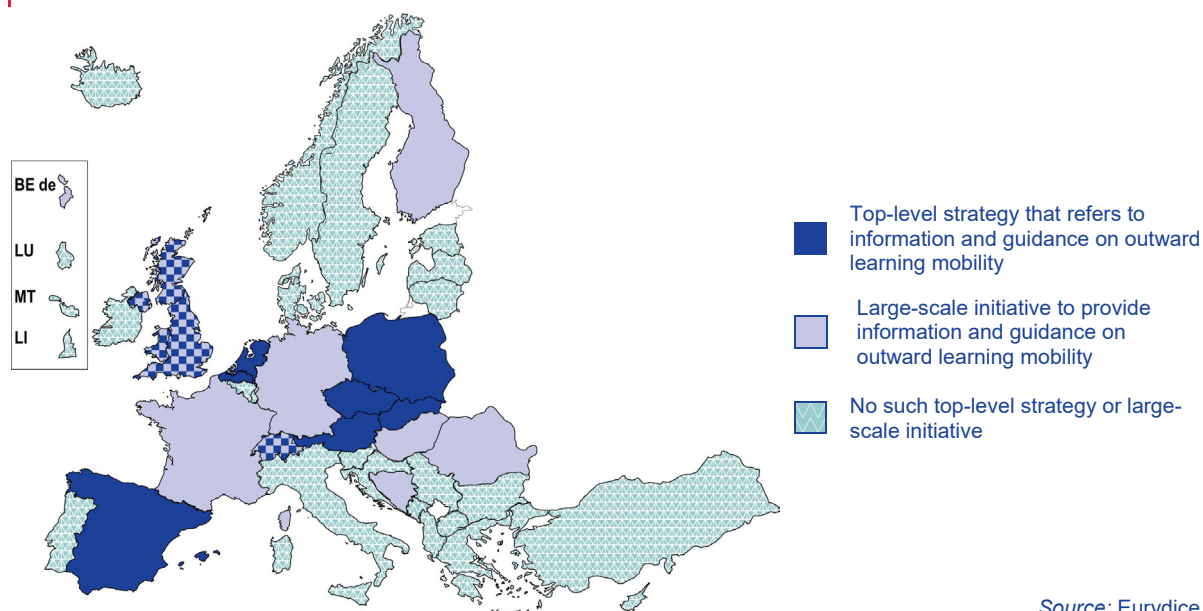 BE de
LU
MT
LI
Top-level strategy that refers to
information and guidance on outward
learning mobility
Large-scale initiative to provide
information and guidance on
outward learning mobility
No such top-level strategy or large-
scale initiative
Source: Eurydice